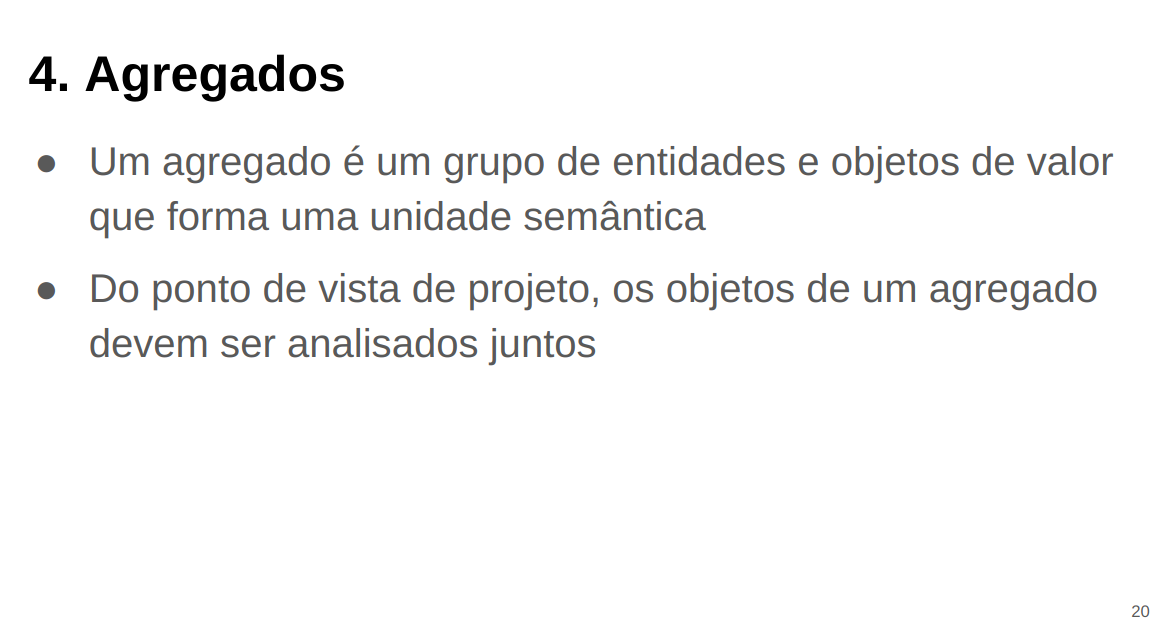 4. Agregados
● Um agregado é um grupo de entidades e objetos de valor
que forma uma unidade semântica
● Do ponto de vista de projeto, os objetos de um agregado
devem ser analisados juntos
20